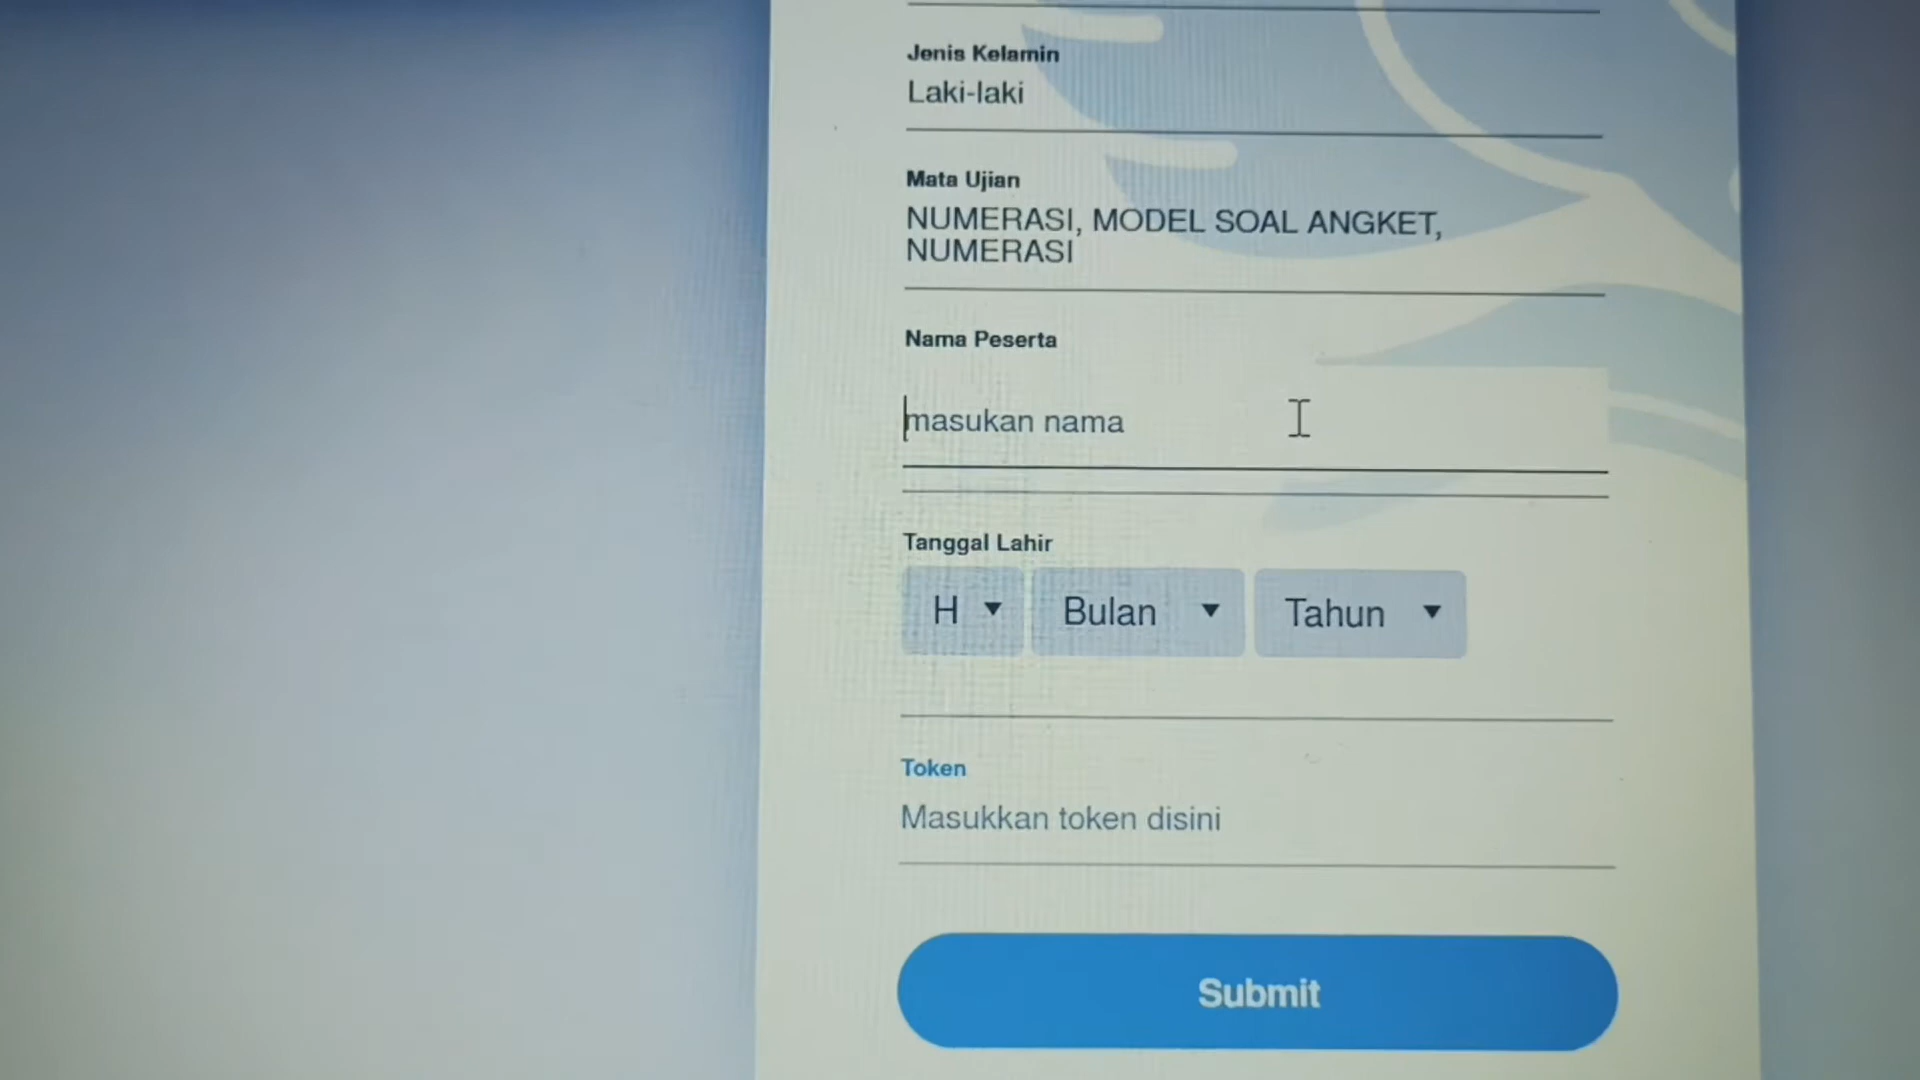 Jenis Kelamin
Laki-laki
Mata Ujian
NUMERASI, MODEL SOAL ANGKET,
NUMERASI
Nama Peserta
masukan nama
Tanggal Lahir
H Bulan Tahun
Token
Masukkan token disini
Submit